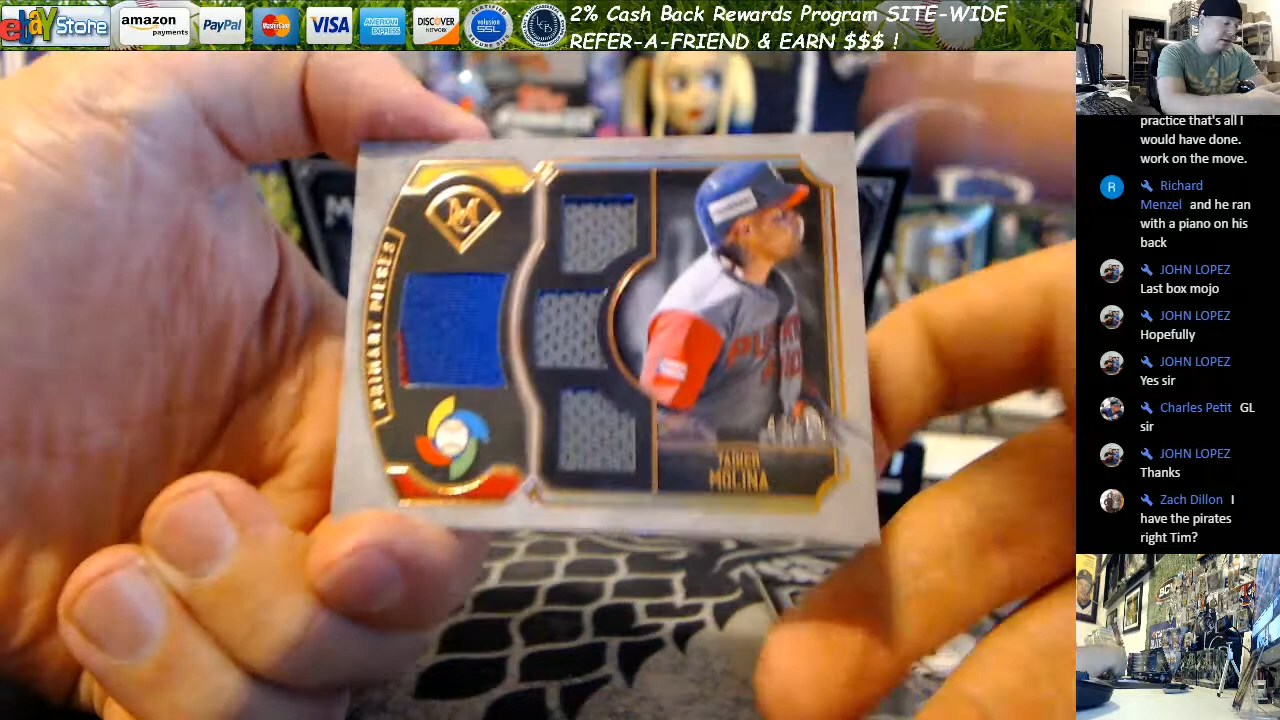 ebay Store
amazon
payments
PayPal
MasterCard
VISA
AMERICAN
EXPRESS
DISCOVER
NETWORK
volusion
SSL
2% Cash Back Rewards Program SITE-WIDE
REFER-A-FRIEND & EARN $$$ !
PRIMARY PIECES
M
YADIER
MOLINA
practice that's all I
would have done.
work on the move.
R
Richard
Menzel and he ran
with a piano on his
back
JOHN LOPEZ
Last box mojo
JOHN LOPEZ
Hopefully
JOHN LOPEZ
Yes sir
Charles Petit GL
sir
JOHN LOPEZ
Thanks
Zach Dillon I
have the pirates
right Tim?